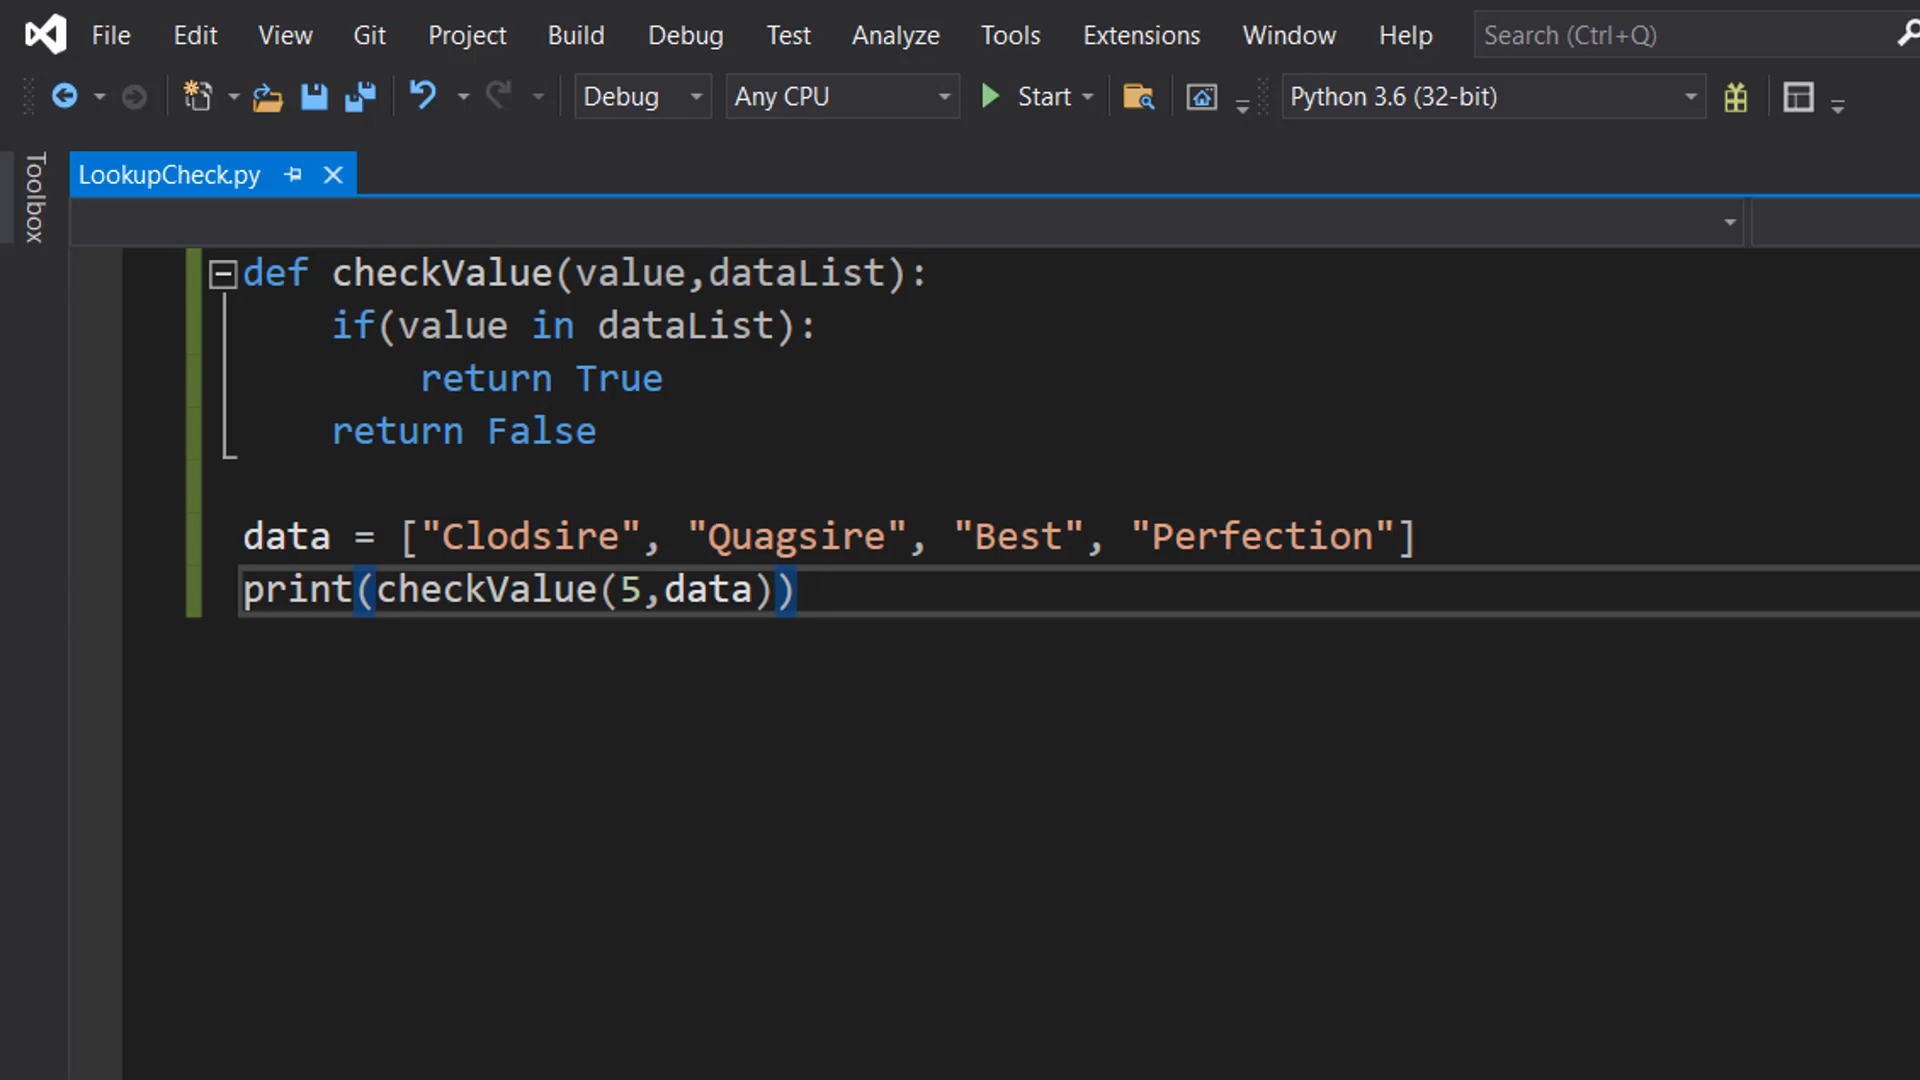 File Edit View Git Project Build Debug Test Analyze Tools Extensions Window Help Search (Ctrl+Q)
Debug Any CPU Start Python 3.6 (32-bit)
Toolbox
LookupCheck.py
def checkValue(value,dataList):
if(value in dataList):
return True
return False
data = ["Clodsire", "Quagsire", "Best", "Perfection"]
print(checkValue(5,data))